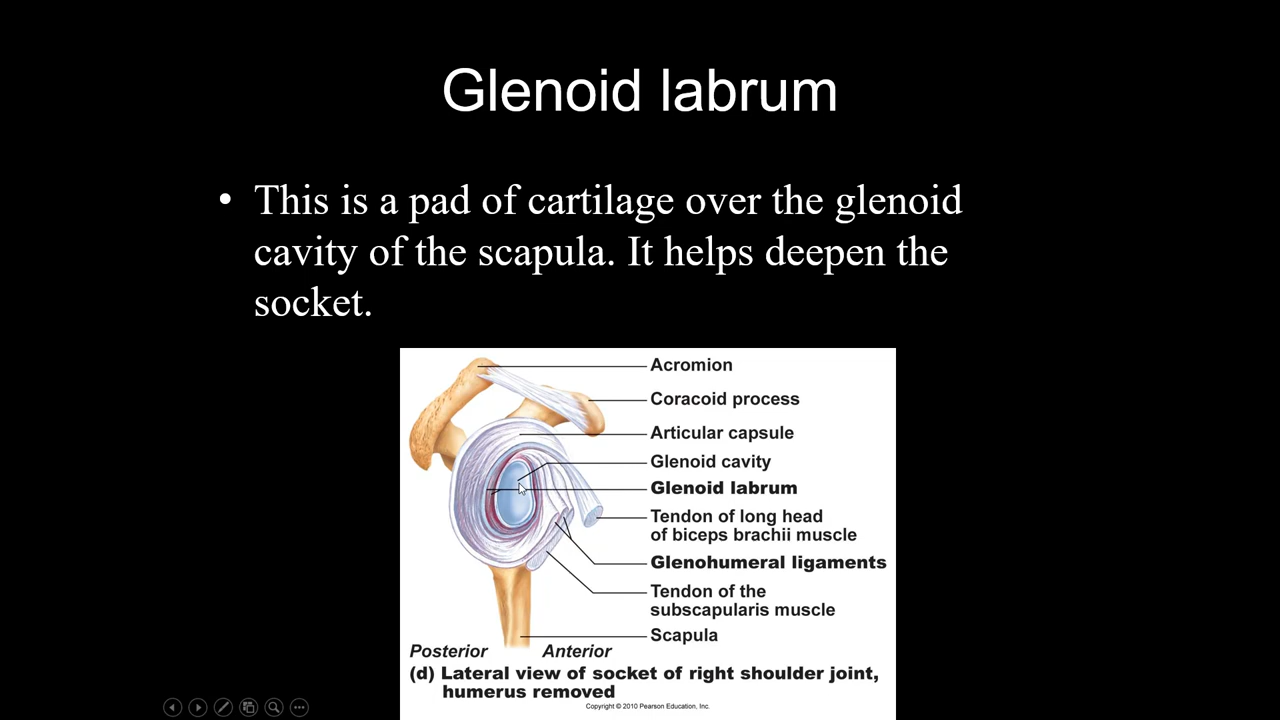 Glenoid labrum
• This is a pad of cartilage over the glenoid
cavity of the scapula. It helps deepen the
socket.
Acromion
Coracoid process
Articular capsule
Glenoid cavity
Glenoid labrum
Tendon of long head
of biceps brachii muscle
Glenohumeral ligaments
Tendon of the
subscapularis muscle
Scapula
Posterior
Anterior
(d) Lateral view of socket of right shoulder joint,
humerus removed
Copyright © 2010 Pearson Education, Inc.